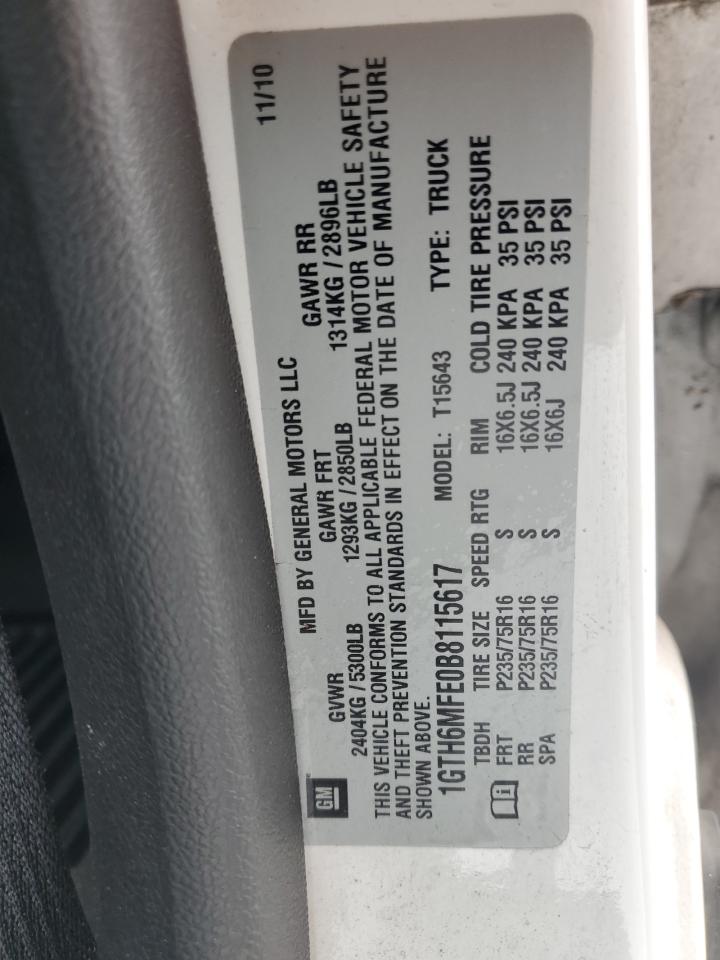 GM
MFD BY GENERAL MOTORS LLC 11/10
GVWR GAWR FRT GAWR RR
2404KG / 5300LB 1293KG / 2850LB 1314KG / 2896LB
THIS VEHICLE CONFORMS TO ALL APPLICABLE FEDERAL MOTOR VEHICLE SAFETY
AND THEFT PREVENTION STANDARDS IN EFFECT ON THE DATE OF MANUFACTURE
SHOWN ABOVE.
1GTH6MFE0B8115617 MODEL: T15643 TYPE: TRUCK
TBDH TIRE SIZE SPEED RTG RIM COLD TIRE PRESSURE
FRT P235/75R16 S 16X6.5J 240 KPA 35 PSI
RR P235/75R16 S 16X6.5J 240 KPA 35 PSI
SPA P235/75R16 S 16X6J 240 KPA 35 PSI